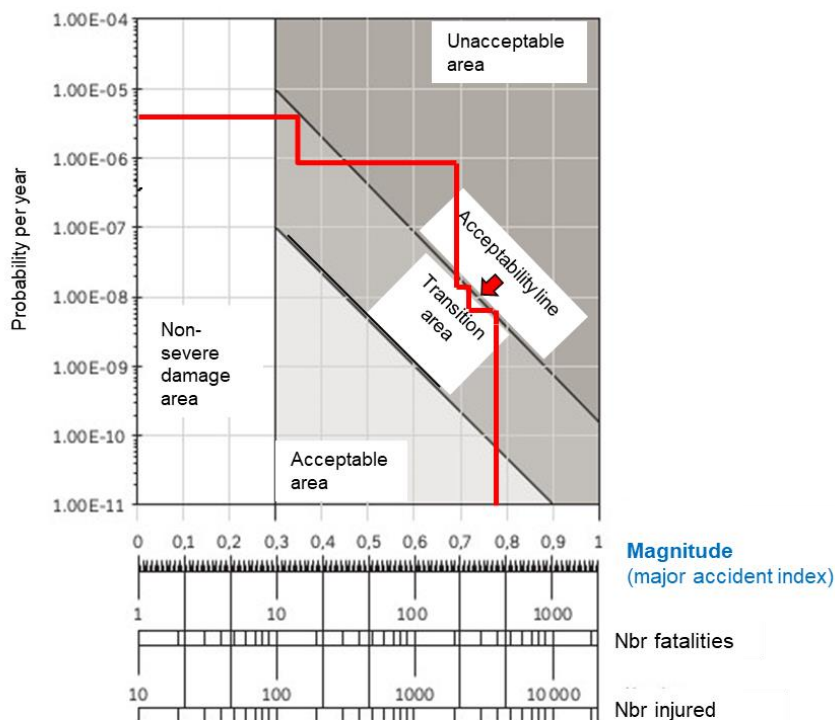 1.00E-04
Unacceptable
area
1.00E-05
1.00E-06
Probability per year
1.00E-07
Acceptability line
Transition
area
1.00E-08
Non-
severe
damage
area
1.00E-09
1.00E-10
Acceptable
area
1.00E-11
0 0,1 0,2 0,3 0,4 0,5 0,6 0,7 0,8 0,9 1
Magnitude
(major accident index)
1 10 100 1000
Nbr fatalities
10 100 1000 10000
Nbr injured